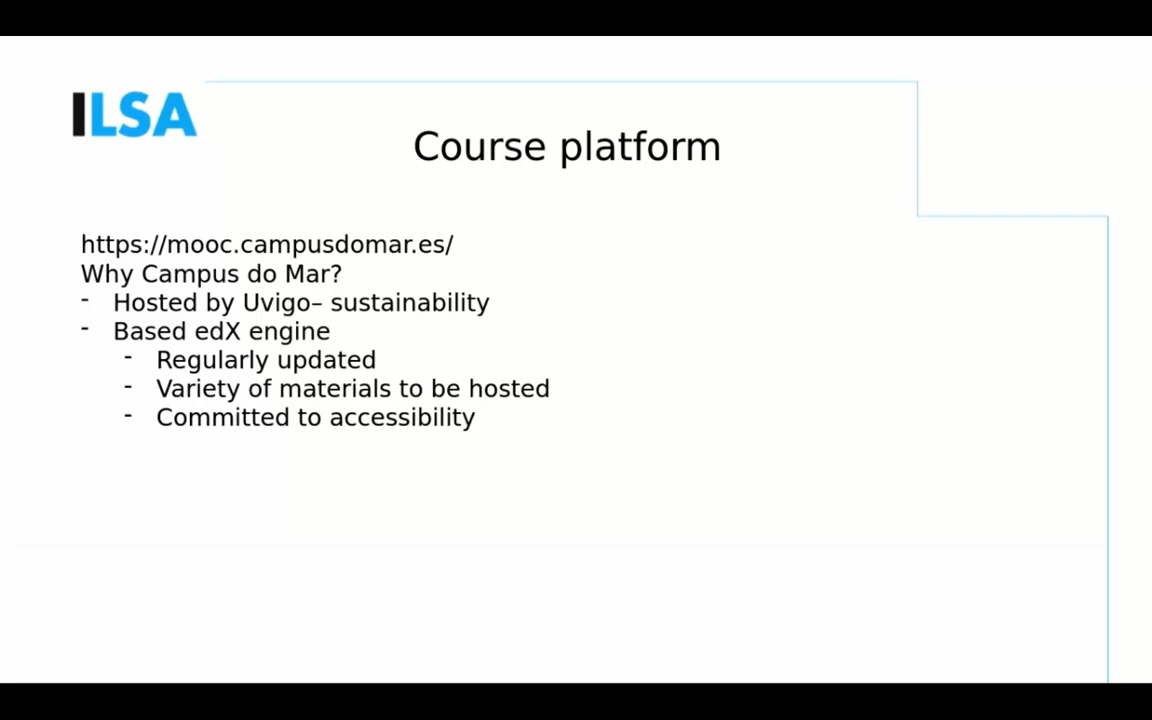 ILSA
Course platform
https://mooc.campusdomar.es/
Why Campus do Mar?
- Hosted by Uvigo– sustainability
- Based edX engine
- Regularly updated
- Variety of materials to be hosted
- Committed to accessibility